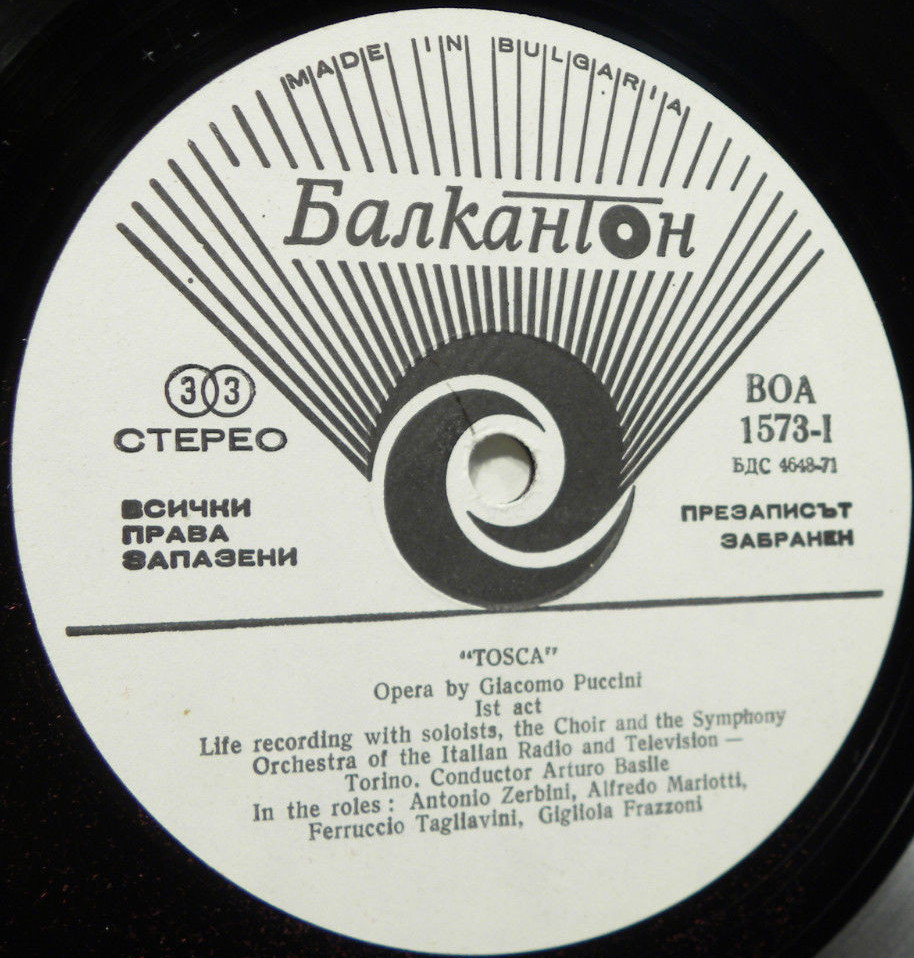 MADE IN BULGARIA
Балкантон
33
СТЕРЕО
ВСИЧКИ
ПРАВА
ЗАПАЗЕНИ
ВОА
1573-I
БДС 4648-71
ПРЕЗАПИСЪТ
ЗАБРАНЕН
"TOSCA"
Opera by Giacomo Puccini
Ist act
Life recording with soloists, the Choir and the Symphony
Orchestra of the Italian Radio and Television —
Torino. Conductor Arturo Basile
In the roles : Antonio Zerbini, Alfredo Mariotti,
Ferruccio Tagliavini, Gigliola Frazzoni